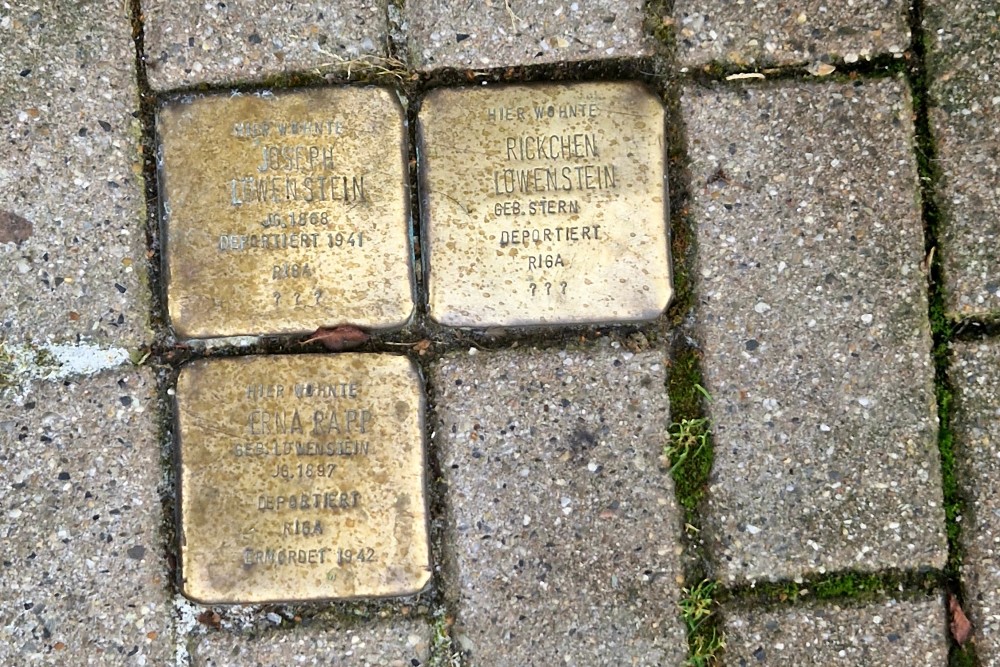 HIER WOHNTE
JOSEPH
LÖWENSTEIN
JG. 1868
DEPORTIERT 1941
RIGA
? ? ?
HIER WOHNTE
RICKCHEN
LÖWENSTEIN
GEB. STERN
DEPORTIERT
RIGA
? ? ?
HIER WOHNTE
ERNA PAPP
GEB. LÖWENSTEIN
JG. 1897
DEPORTIERT
RIGA
ERMORDET 1942